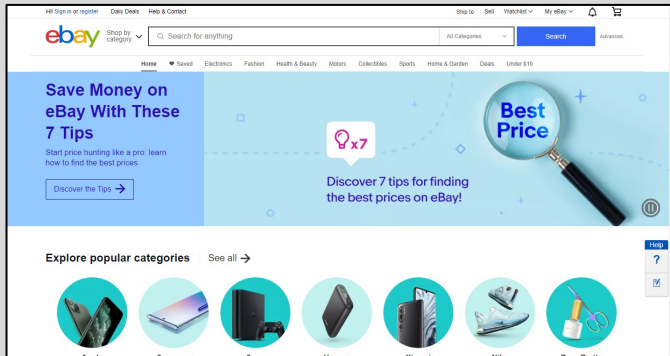 Hi! Sign in or register Daily Deals Help & Contact
Ship to Sell Watchlist My eBay
ebay
Shop by category
Search for anything
All Categories
Search
Advanced
Home Saved Electronics Fashion Health & Beauty Motors Collectibles Sports Home & Garden Deals Under $10
Save Money on
eBay With These
7 Tips
Start price hunting like a pro: learn
how to find the best prices
Discover the Tips
x7
Discover 7 tips for finding
the best prices on eBay!
Best
Price
Help
?
Explore popular categories See all